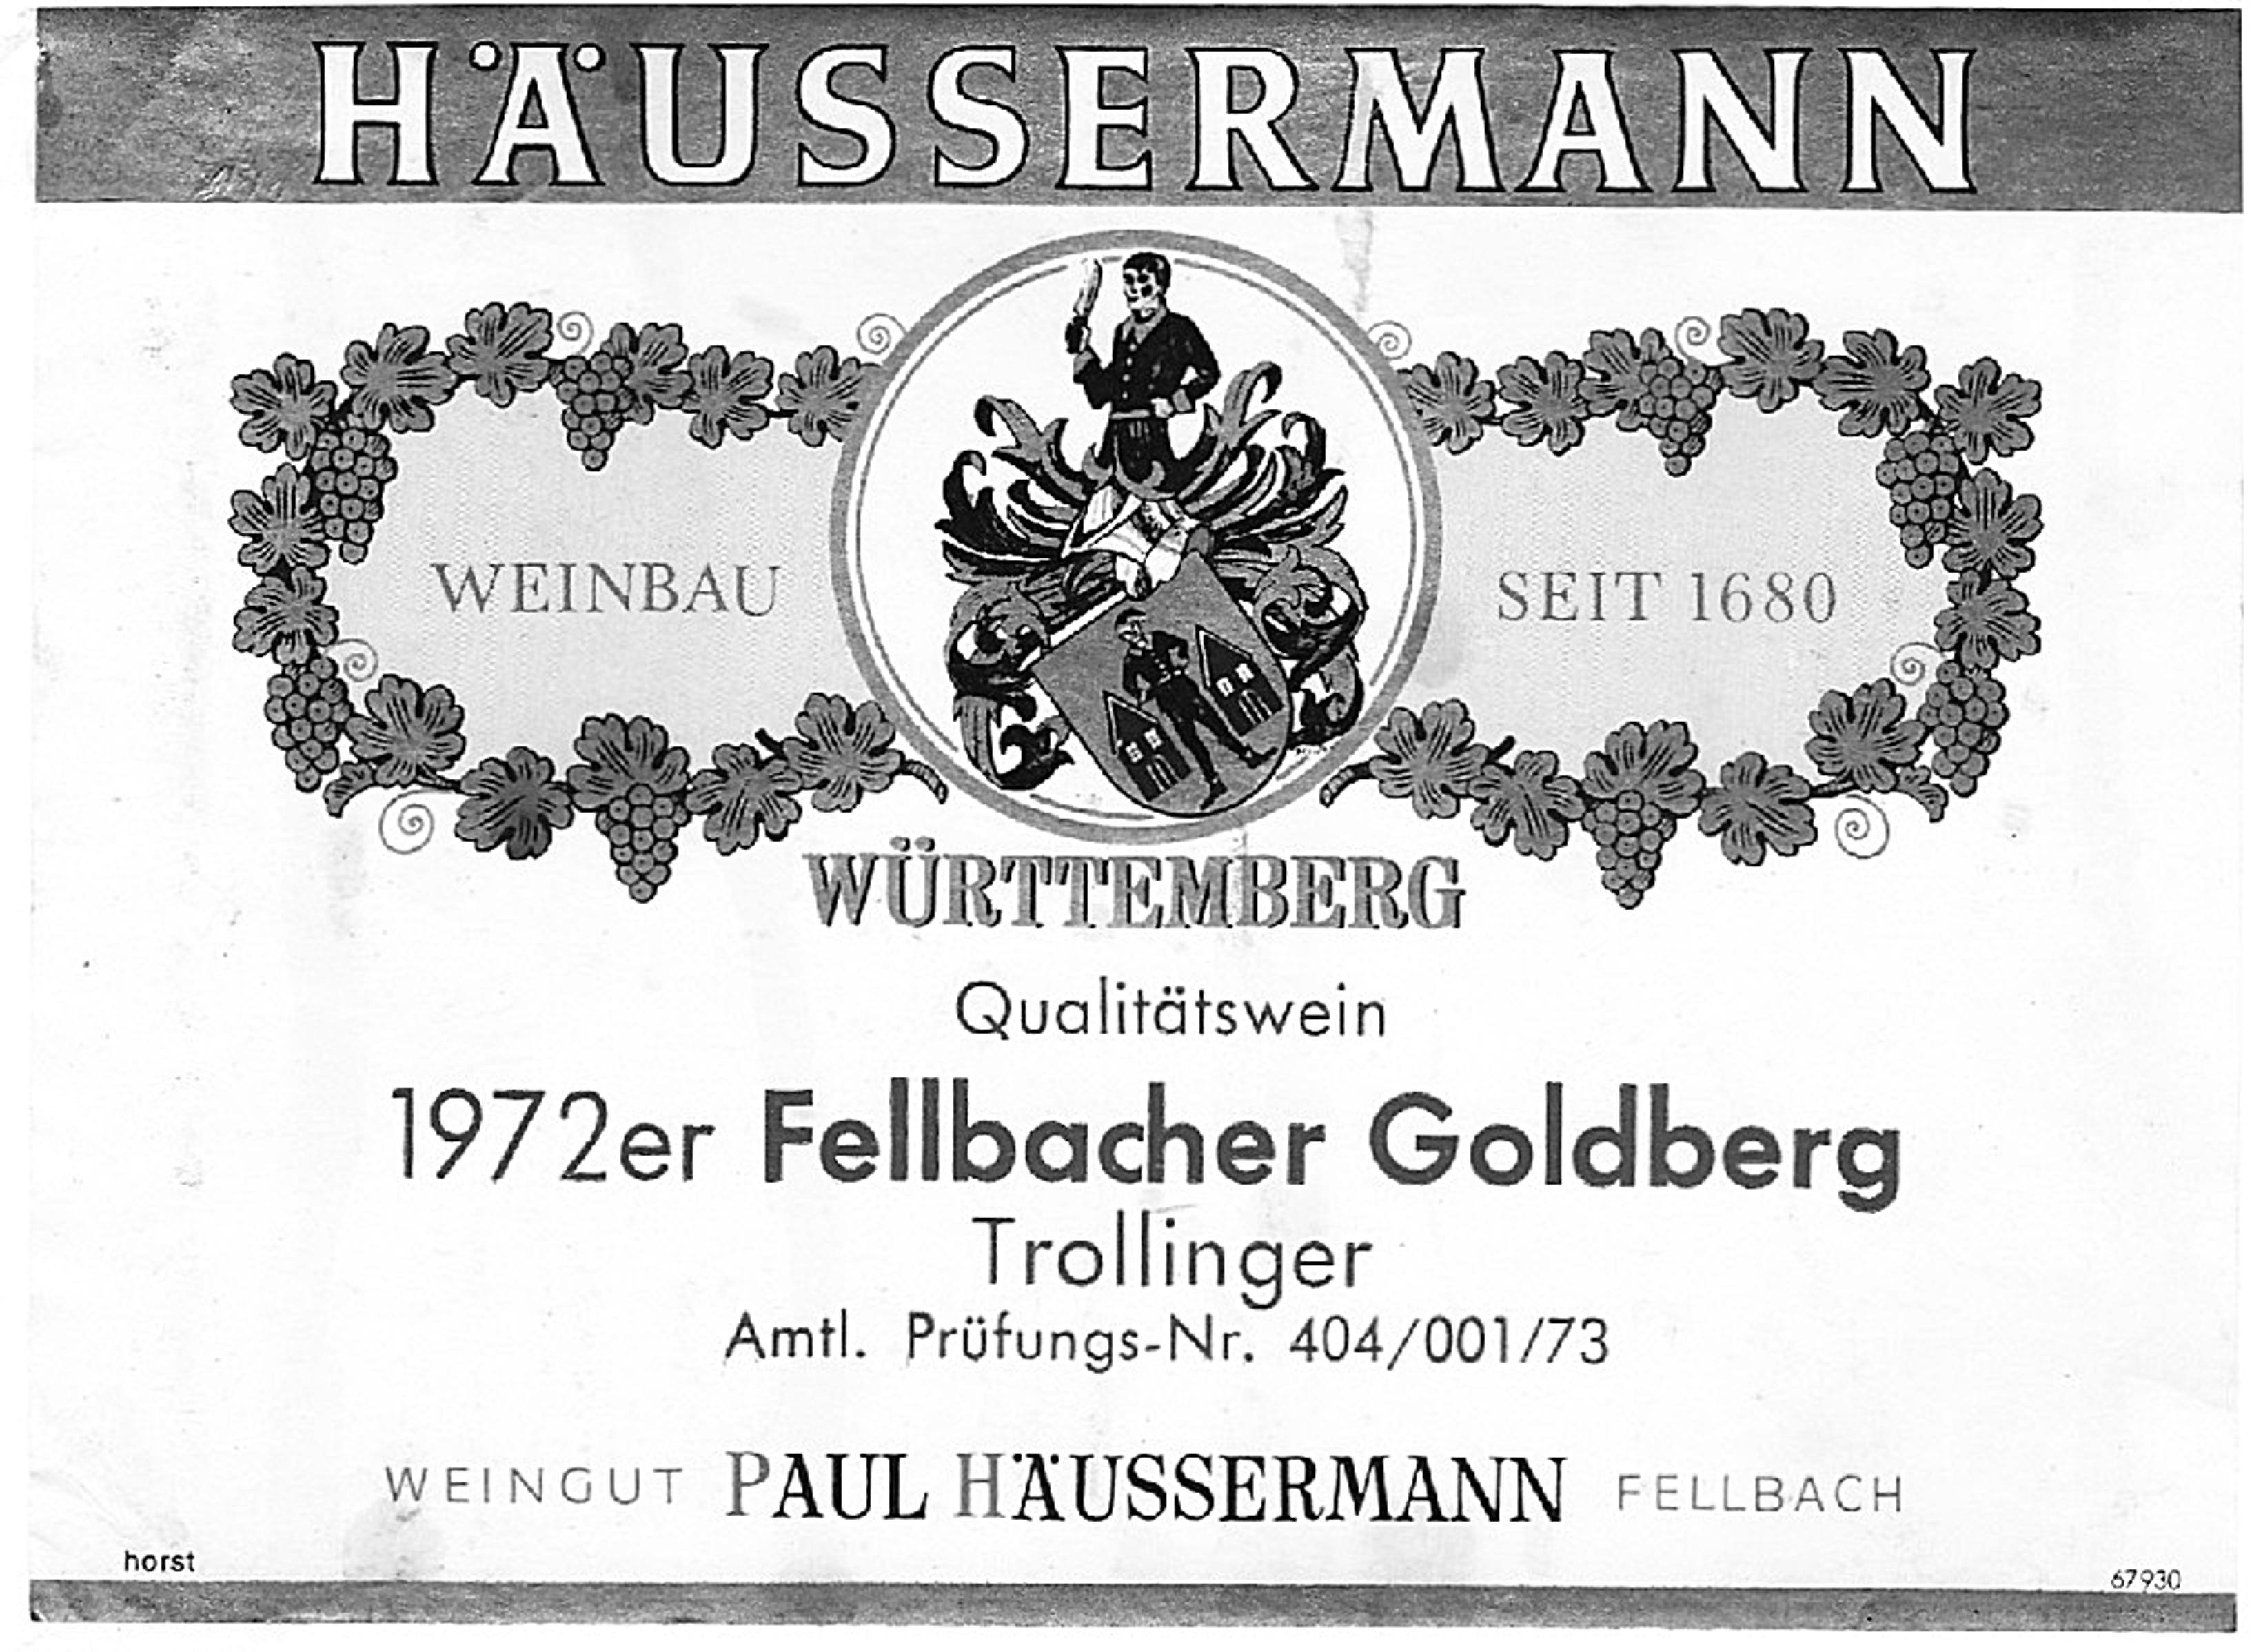 HÄUSSERMANN
WEINBAU
SEIT 1680
WÜRTTEMBERG
Qualitätswein
1972er Fellbacher Goldberg
Trollinger
Amtl. Prüfungs-Nr. 404/001/73
WEINGUT PAUL HÄUSSERMANN FELLBACH
horst
67930